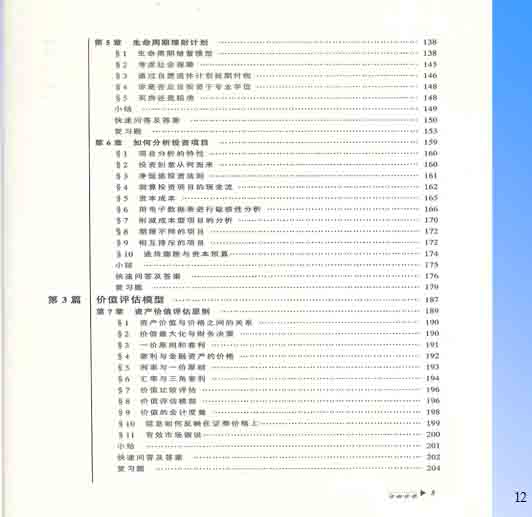 第5章 生命周期理财计划 138
§1 生命周期储蓄模型 138
§2 考虑社会保障 145
§3 通过自愿退休计划延期付税 146
§4 你是否应当投资于专业学位 148
§5 买房还是租房 148
小结 149
快速问答及答案 150
复习题 153
第6章 如何分析投资项目 159
§1 项目分析的特性 160
§2 投资创意从何而来 160
§3 净现值投资法则 161
§4 测算投资项目的现金流 162
§5 资本成本 165
§6 用电子数据表进行敏感性分析 166
§7 削减成本型项目的分析 170
§8 期限不同的项目 172
§9 相互排斥的项目 172
§10 通货膨胀与资本预算 174
小结 175
快速问答及答案 176
复习题 179
第3篇 价值评估模型 187
第7章 资产价值评估原则 189
§1 资产价值与价格之间的关系 190
§2 价值最大化与财务决策 190
§3 一价原则和套利 191
§4 套利与金融资产的价格 192
§5 利率与一价原则 193
§6 汇率与三角套利 194
§7 价值比较评估 196
§8 价值评估模型 196
§9 价值的会计度量 198
§10 信息如何反映在证券价格上 199
§11 有效市场假说 200
小结 201
快速问答及答案 202
复习题 204
3
12